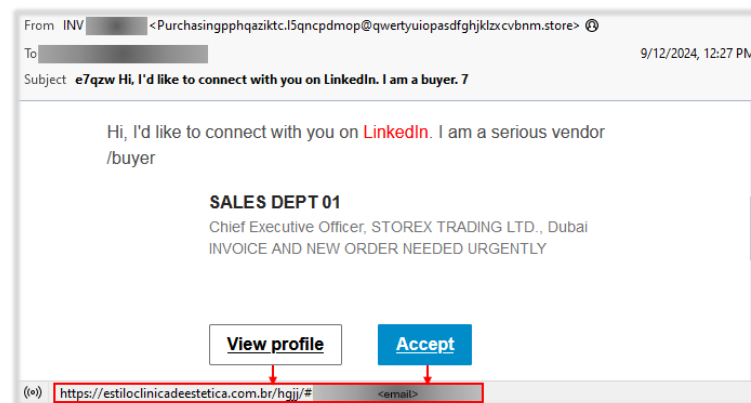 From INV <Purchasingpphqaziktc.l5qncpdmop@qwertyuiopasdfghjklzxcvbnm.store>
To 9/12/2024, 12:27 PM
Subject e7qzw Hi, I'd like to connect with you on LinkedIn. I am a buyer. 7
Hi, I'd like to connect with you on LinkedIn. I am a serious vendor
/buyer
SALES DEPT 01
Chief Executive Officer, STOREX TRADING LTD., Dubai
INVOICE AND NEW ORDER NEEDED URGENTLY
View profile Accept
https://estiloclinicadeestetica.com.br/hgjj/# <email>